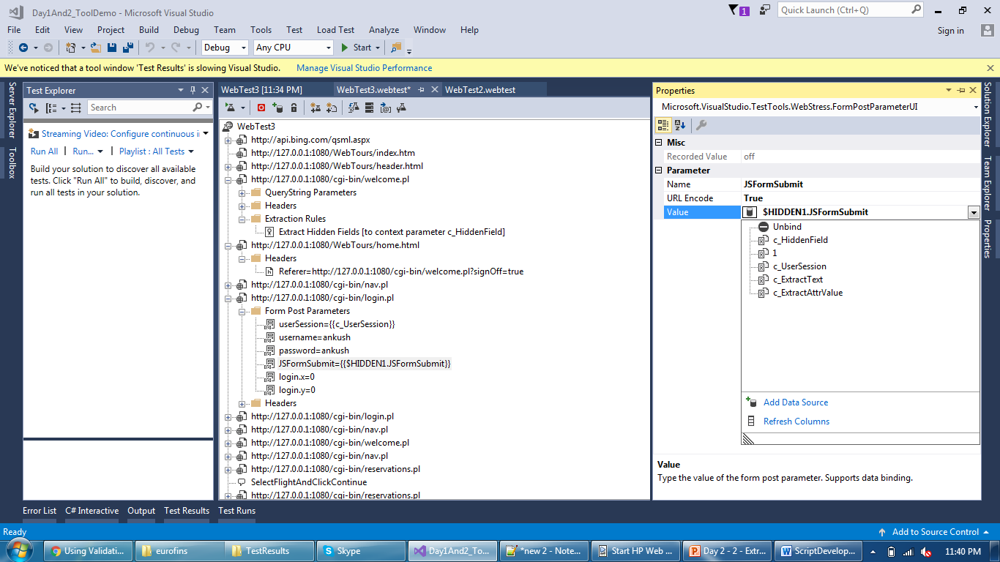 Day1And2_ToolDemo - Microsoft Visual Studio
1
Quick Launch (Ctrl+Q)
File Edit View Project Build Debug Team Tools Test Load Test Analyze Window Help
Sign in
Debug Any CPU Start
We've noticed that a tool window 'Test Results' is slowing Visual Studio. Manage Visual Studio Performance
Server Explorer
Toolbox
Test Explorer
Search
Streaming Video: Configure continuous i
Run All Run... Playlist : All Tests
Build your solution to discover all available
tests. Click "Run All" to build, discover, and
run all tests in your solution.
WebTest3 [11:34 PM] WebTest3.webtest* WebTest2.webtest
WebTest3
http://api.bing.com/qsml.aspx
http://127.0.0.1:1080/WebTours/index.htm
http://127.0.0.1:1080/WebTours/header.html
http://127.0.0.1:1080/cgi-bin/welcome.pl
QueryString Parameters
Headers
Extraction Rules
Extract Hidden Fields [to context parameter c_HiddenField]
http://127.0.0.1:1080/WebTours/home.html
Headers
Referer=http://127.0.0.1:1080/cgi-bin/welcome.pl?signOff=true
http://127.0.0.1:1080/cgi-bin/nav.pl
http://127.0.0.1:1080/cgi-bin/login.pl
Form Post Parameters
userSession={{c_UserSession}}
username=ankush
password=ankush
JSFormSubmit={{$HIDDEN1.JSFormSubmit}}
login.x=0
login.y=0
Headers
http://127.0.0.1:1080/cgi-bin/login.pl
http://127.0.0.1:1080/cgi-bin/nav.pl
http://127.0.0.1:1080/cgi-bin/welcome.pl
http://127.0.0.1:1080/cgi-bin/nav.pl
http://127.0.0.1:1080/cgi-bin/reservations.pl
SelectFlightAndClickContinue
http://127.0.0.1:1080/cgi-bin/reservations.pl
Properties
Microsoft.VisualStudio.TestTools.WebStress.FormPostParameterUI
Misc
Recorded Value off
Parameter
Name JSFormSubmit
URL Encode True
Value $HIDDEN1.JSFormSubmit
Unbind
c_HiddenField
1
c_UserSession
c_ExtractText
c_ExtractAttrValue
Add Data Source
Refresh Columns
Value
Type the value of the form post parameter. Supports data binding.
Solution Explorer
Team Explorer
Properties
Error List C# Interactive Output Test Results Test Runs
Ready
Add to Source Control
Using Validati... eurofins TestResults Skype Day1And2_To... *new 2 - Note... Start HP Web ... Day 2 - 2 - Extr... ScriptDevelop... 11:40 PM